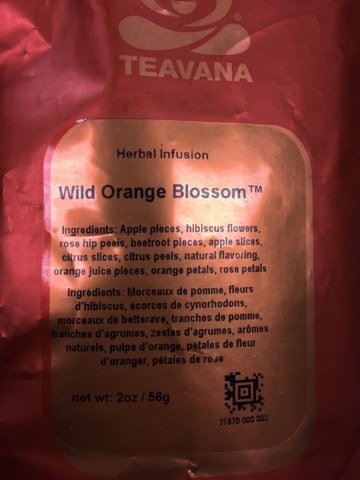 ®
TEAVANA®
Herbal Infusion
Wild Orange Blossom™
Ingredients: Apple pieces, hibiscus flowers,
rose hip peels, beetroot pieces, apple slices,
citrus slices, citrus peels, natural flavoring,
orange juice pieces, orange petals, rose petals
Ingrédients: Morceaux de pomme, fleurs
d'hibiscus, écorces de cynorhodons,
morceaux de betterave, tranches de pomme,
tranches d'agrumes, zestes d'agrumes, arômes
naturels, pulpe d'orange, pétales de fleur
d'oranger, pétales de rose
net wt: 2oz / 56g
31970 000 002